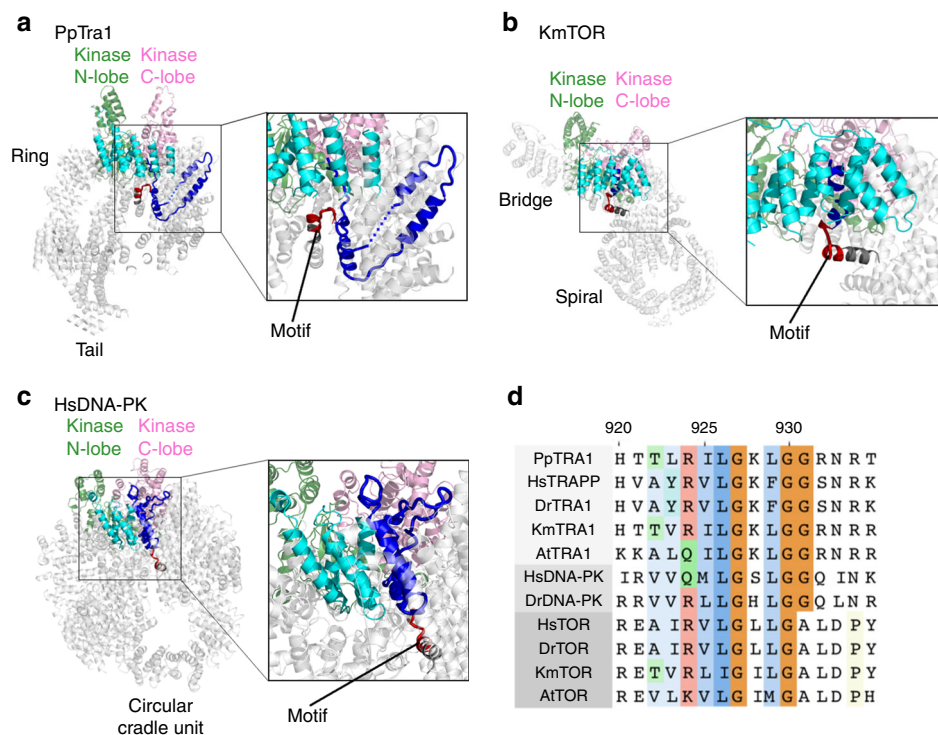 a
PpTra1
Kinase Kinase
N-lobe C-lobe
Ring
Tail
Motif
b
KmTOR
Kinase Kinase
N-lobe C-lobe
Bridge
Spiral
Motif
c
HsDNA-PK
Kinase Kinase
N-lobe C-lobe
Circular
cradle unit
Motif
d
920 925 930
PpTRA1 H T T L R I L G K L G G R N R T
HsTRAPP H V A Y R V L G K F G G S N R K
DrTRA1 H V A Y R V L G K F G G S N R K
KmTRA1 H T T V R I L G K L G G R N R R
AtTRA1 K K A L Q I L G K L G G R N R R
HsDNA-PK I R V V Q M L G S L G G Q I N K
DrDNA-PK R R V V R L L G H L G G Q L N R
HsTOR R E A I R V L G L L G A L D P Y
DrTOR R E A I R V L G L L G A L D P Y
KmTOR R E T V R L I G I L G A L D P Y
AtTOR R E V L K V L G I M G A L D P H